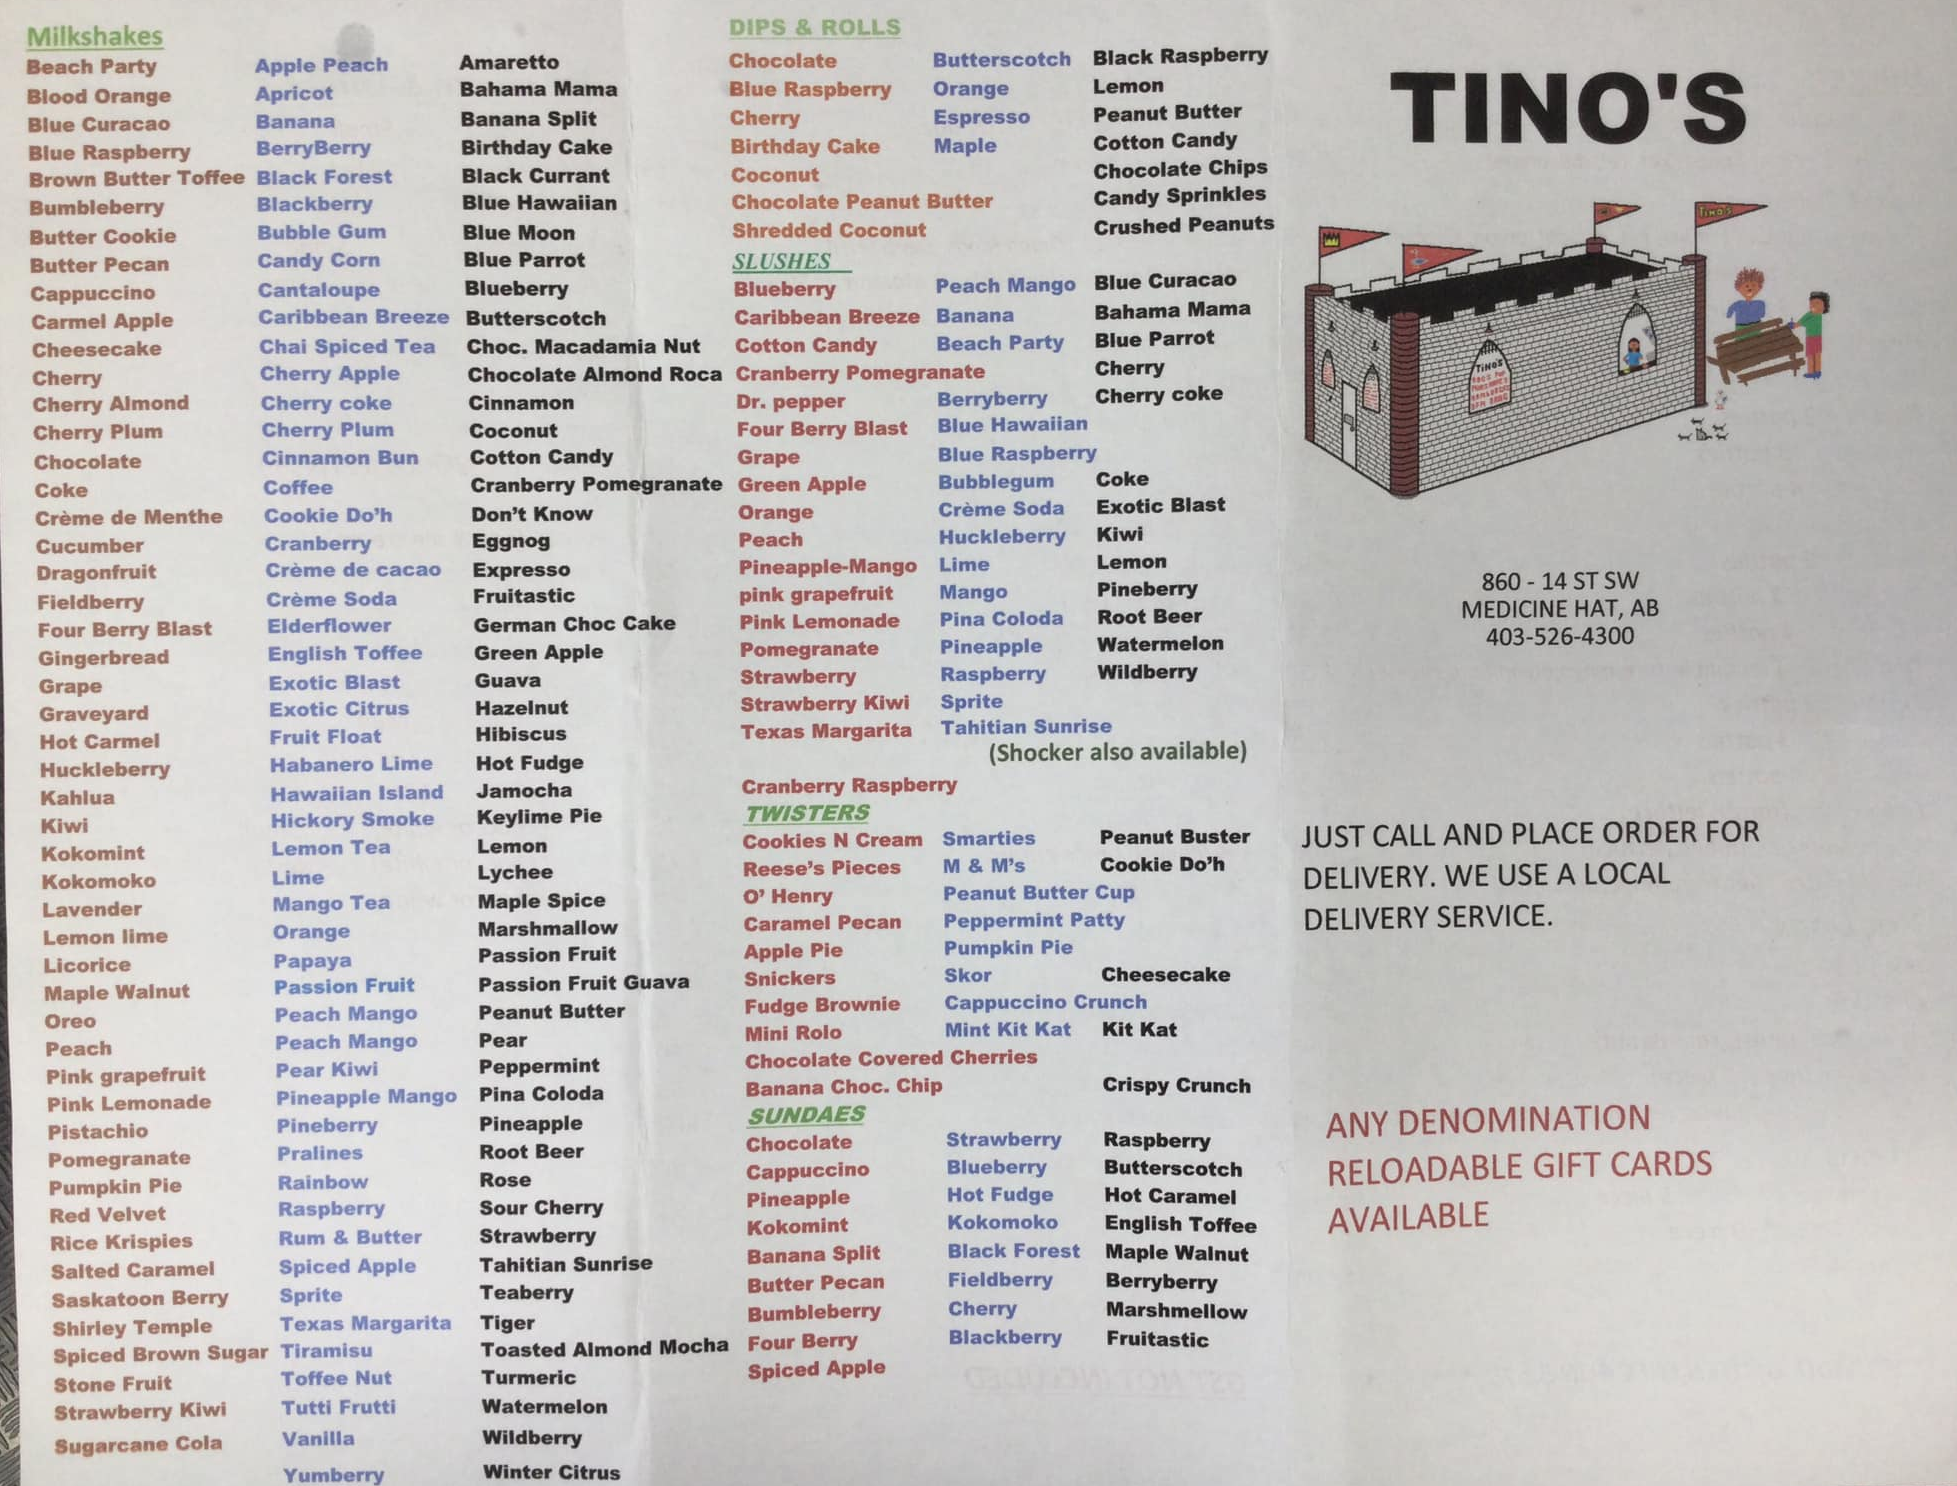 Milkshakes
Beach Party
Blood Orange
Blue Curacao
Blue Raspberry
Brown Butter Toffee
Bumbleberry
Butter Cookie
Butter Pecan
Cappuccino
Carmel Apple
Cheesecake
Cherry
Cherry Almond
Cherry Plum
Chocolate
Coke
Crème de Menthe
Cucumber
Dragonfruit
Fieldberry
Four Berry Blast
Gingerbread
Grape
Graveyard
Hot Carmel
Huckleberry
Kahlua
Kiwi
Kokomint
Kokomoko
Lavender
Lemon lime
Licorice
Maple Walnut
Oreo
Peach
Pink grapefruit
Pink Lemonade
Pistachio
Pomegranate
Pumpkin Pie
Red Velvet
Rice Krispies
Salted Caramel
Saskatoon Berry
Shirley Temple
Spiced Brown Sugar
Stone Fruit
Strawberry Kiwi
Sugarcane Cola
Apple Peach
Apricot
Banana
BerryBerry
Black Forest
Blackberry
Bubble Gum
Candy Corn
Cantaloupe
Caribbean Breeze
Chai Spiced Tea
Cherry Apple
Cherry coke
Cherry Plum
Cinnamon Bun
Coffee
Cookie Do'h
Cranberry
Crème de cacao
Crème Soda
Elderflower
English Toffee
Exotic Blast
Exotic Citrus
Fruit Float
Habanero Lime
Hawaiian Island
Hickory Smoke
Lemon Tea
Lime
Mango Tea
Orange
Papaya
Passion Fruit
Peach Mango
Peach Mango
Pear Kiwi
Pineapple Mango
Pineberry
Pralines
Rainbow
Raspberry
Rum & Butter
Spiced Apple
Sprite
Texas Margarita
Tiramisu
Toffee Nut
Tutti Frutti
Vanilla
Yumberry
Amaretto
Bahama Mama
Banana Split
Birthday Cake
Black Currant
Blue Hawaiian
Blue Moon
Blue Parrot
Blueberry
Butterscotch
Choc. Macadamia Nut
Chocolate Almond Roca
Cinnamon
Coconut
Cotton Candy
Cranberry Pomegranate
Don't Know
Eggnog
Expresso
Fruitastic
German Choc Cake
Green Apple
Guava
Hazelnut
Hibiscus
Hot Fudge
Jamocha
Keylime Pie
Lemon
Lychee
Maple Spice
Marshmallow
Passion Fruit
Passion Fruit Guava
Peanut Butter
Pear
Peppermint
Pina Coloda
Pineapple
Root Beer
Rose
Sour Cherry
Strawberry
Tahitian Sunrise
Teaberry
Tiger
Toasted Almond Mocha
Turmeric
Watermelon
Wildberry
Winter Citrus
DIPS & ROLLS
Chocolate
Blue Raspberry
Cherry
Birthday Cake
Coconut
Chocolate Peanut Butter
Shredded Coconut
Butterscotch
Orange
Espresso
Maple
Black Raspberry
Lemon
Peanut Butter
Cotton Candy
Chocolate Chips
Candy Sprinkles
Crushed Peanuts
SLUSHES
Blueberry
Caribbean Breeze
Cotton Candy
Cranberry Pomegranate
Dr. pepper
Four Berry Blast
Grape
Green Apple
Orange
Peach
Pineapple-Mango
pink grapefruit
Pink Lemonade
Pomegranate
Strawberry
Strawberry Kiwi
Texas Margarita
Cranberry Raspberry
Peach Mango
Banana
Beach Party
Berryberry
Blue Hawaiian
Blue Raspberry
Bubblegum
Crème Soda
Huckleberry
Lime
Mango
Pina Coloda
Pineapple
Raspberry
Sprite
Tahitian Sunrise
Blue Curacao
Bahama Mama
Blue Parrot
Cherry
Cherry coke
Coke
Exotic Blast
Kiwi
Lemon
Pineberry
Root Beer
Watermelon
Wildberry
(Shocker also available)
TWISTERS
Cookies N Cream
Reese's Pieces
O' Henry
Caramel Pecan
Apple Pie
Snickers
Fudge Brownie
Mini Rolo
Chocolate Covered Cherries
Banana Choc. Chip
Smarties
M & M's
Peanut Butter Cup
Peppermint Patty
Pumpkin Pie
Skor
Cappuccino Crunch
Mint Kit Kat
Peanut Buster
Cookie Do'h
Cheesecake
Kit Kat
Crispy Crunch
SUNDAES
Chocolate
Cappuccino
Pineapple
Kokomint
Banana Split
Butter Pecan
Bumbleberry
Four Berry
Spiced Apple
Strawberry
Blueberry
Hot Fudge
Kokomoko
Black Forest
Fieldberry
Cherry
Blackberry
Raspberry
Butterscotch
Hot Caramel
English Toffee
Maple Walnut
Berryberry
Marshmellow
Fruitastic
TINO'S
TINO'S
TINO'S
860 - 14 ST SW
MEDICINE HAT, AB
403-526-4300
JUST CALL AND PLACE ORDER FOR
DELIVERY. WE USE A LOCAL
DELIVERY SERVICE.
ANY DENOMINATION
RELOADABLE GIFT CARDS
AVAILABLE